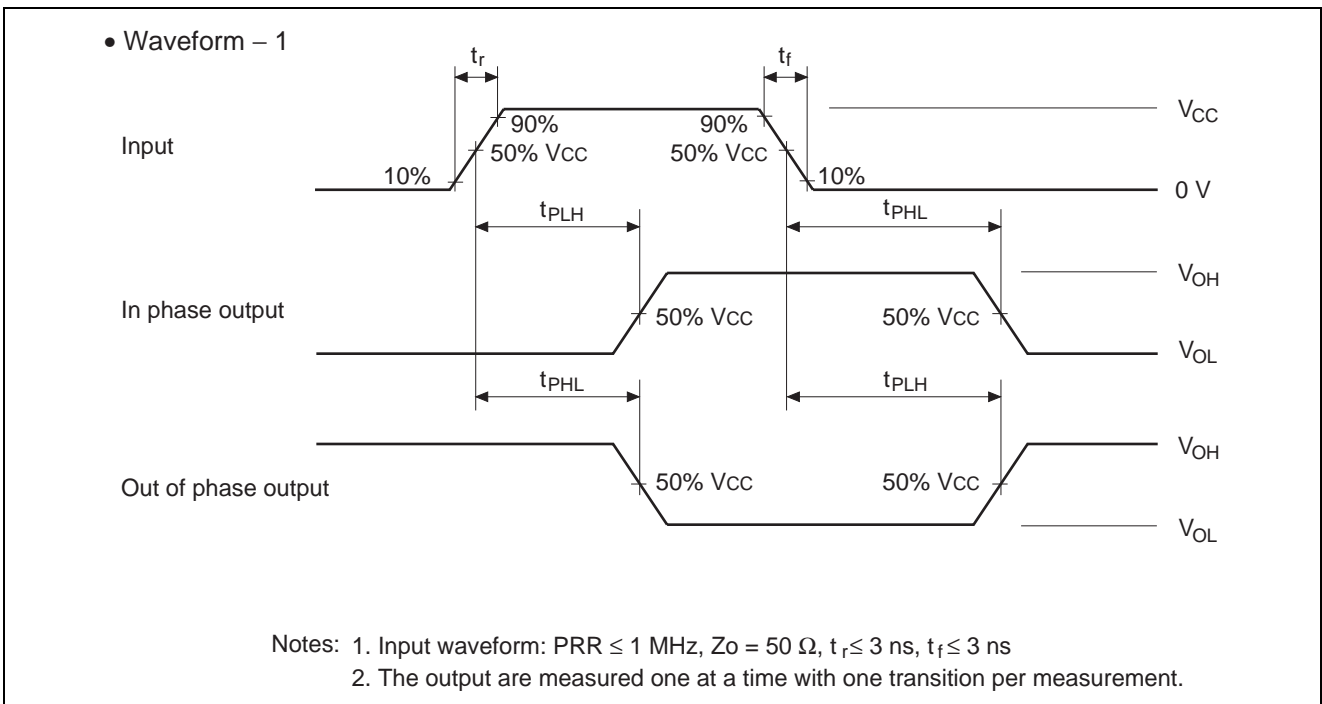 • Waveform – 1
tr tf
VCC
90% 90%
Input
50% VCC 50% VCC
10% 10%
0 V
tPLH tPHL
VOH
In phase output
50% VCC 50% VCC
VOL
tPHL tPLH
VOH
Out of phase output
50% VCC 50% VCC
VOL
Notes: 1. Input waveform: PRR ≤ 1 MHz, Zo = 50 Ω, t r ≤ 3 ns, t f ≤ 3 ns
2. The output are measured one at a time with one transition per measurement.